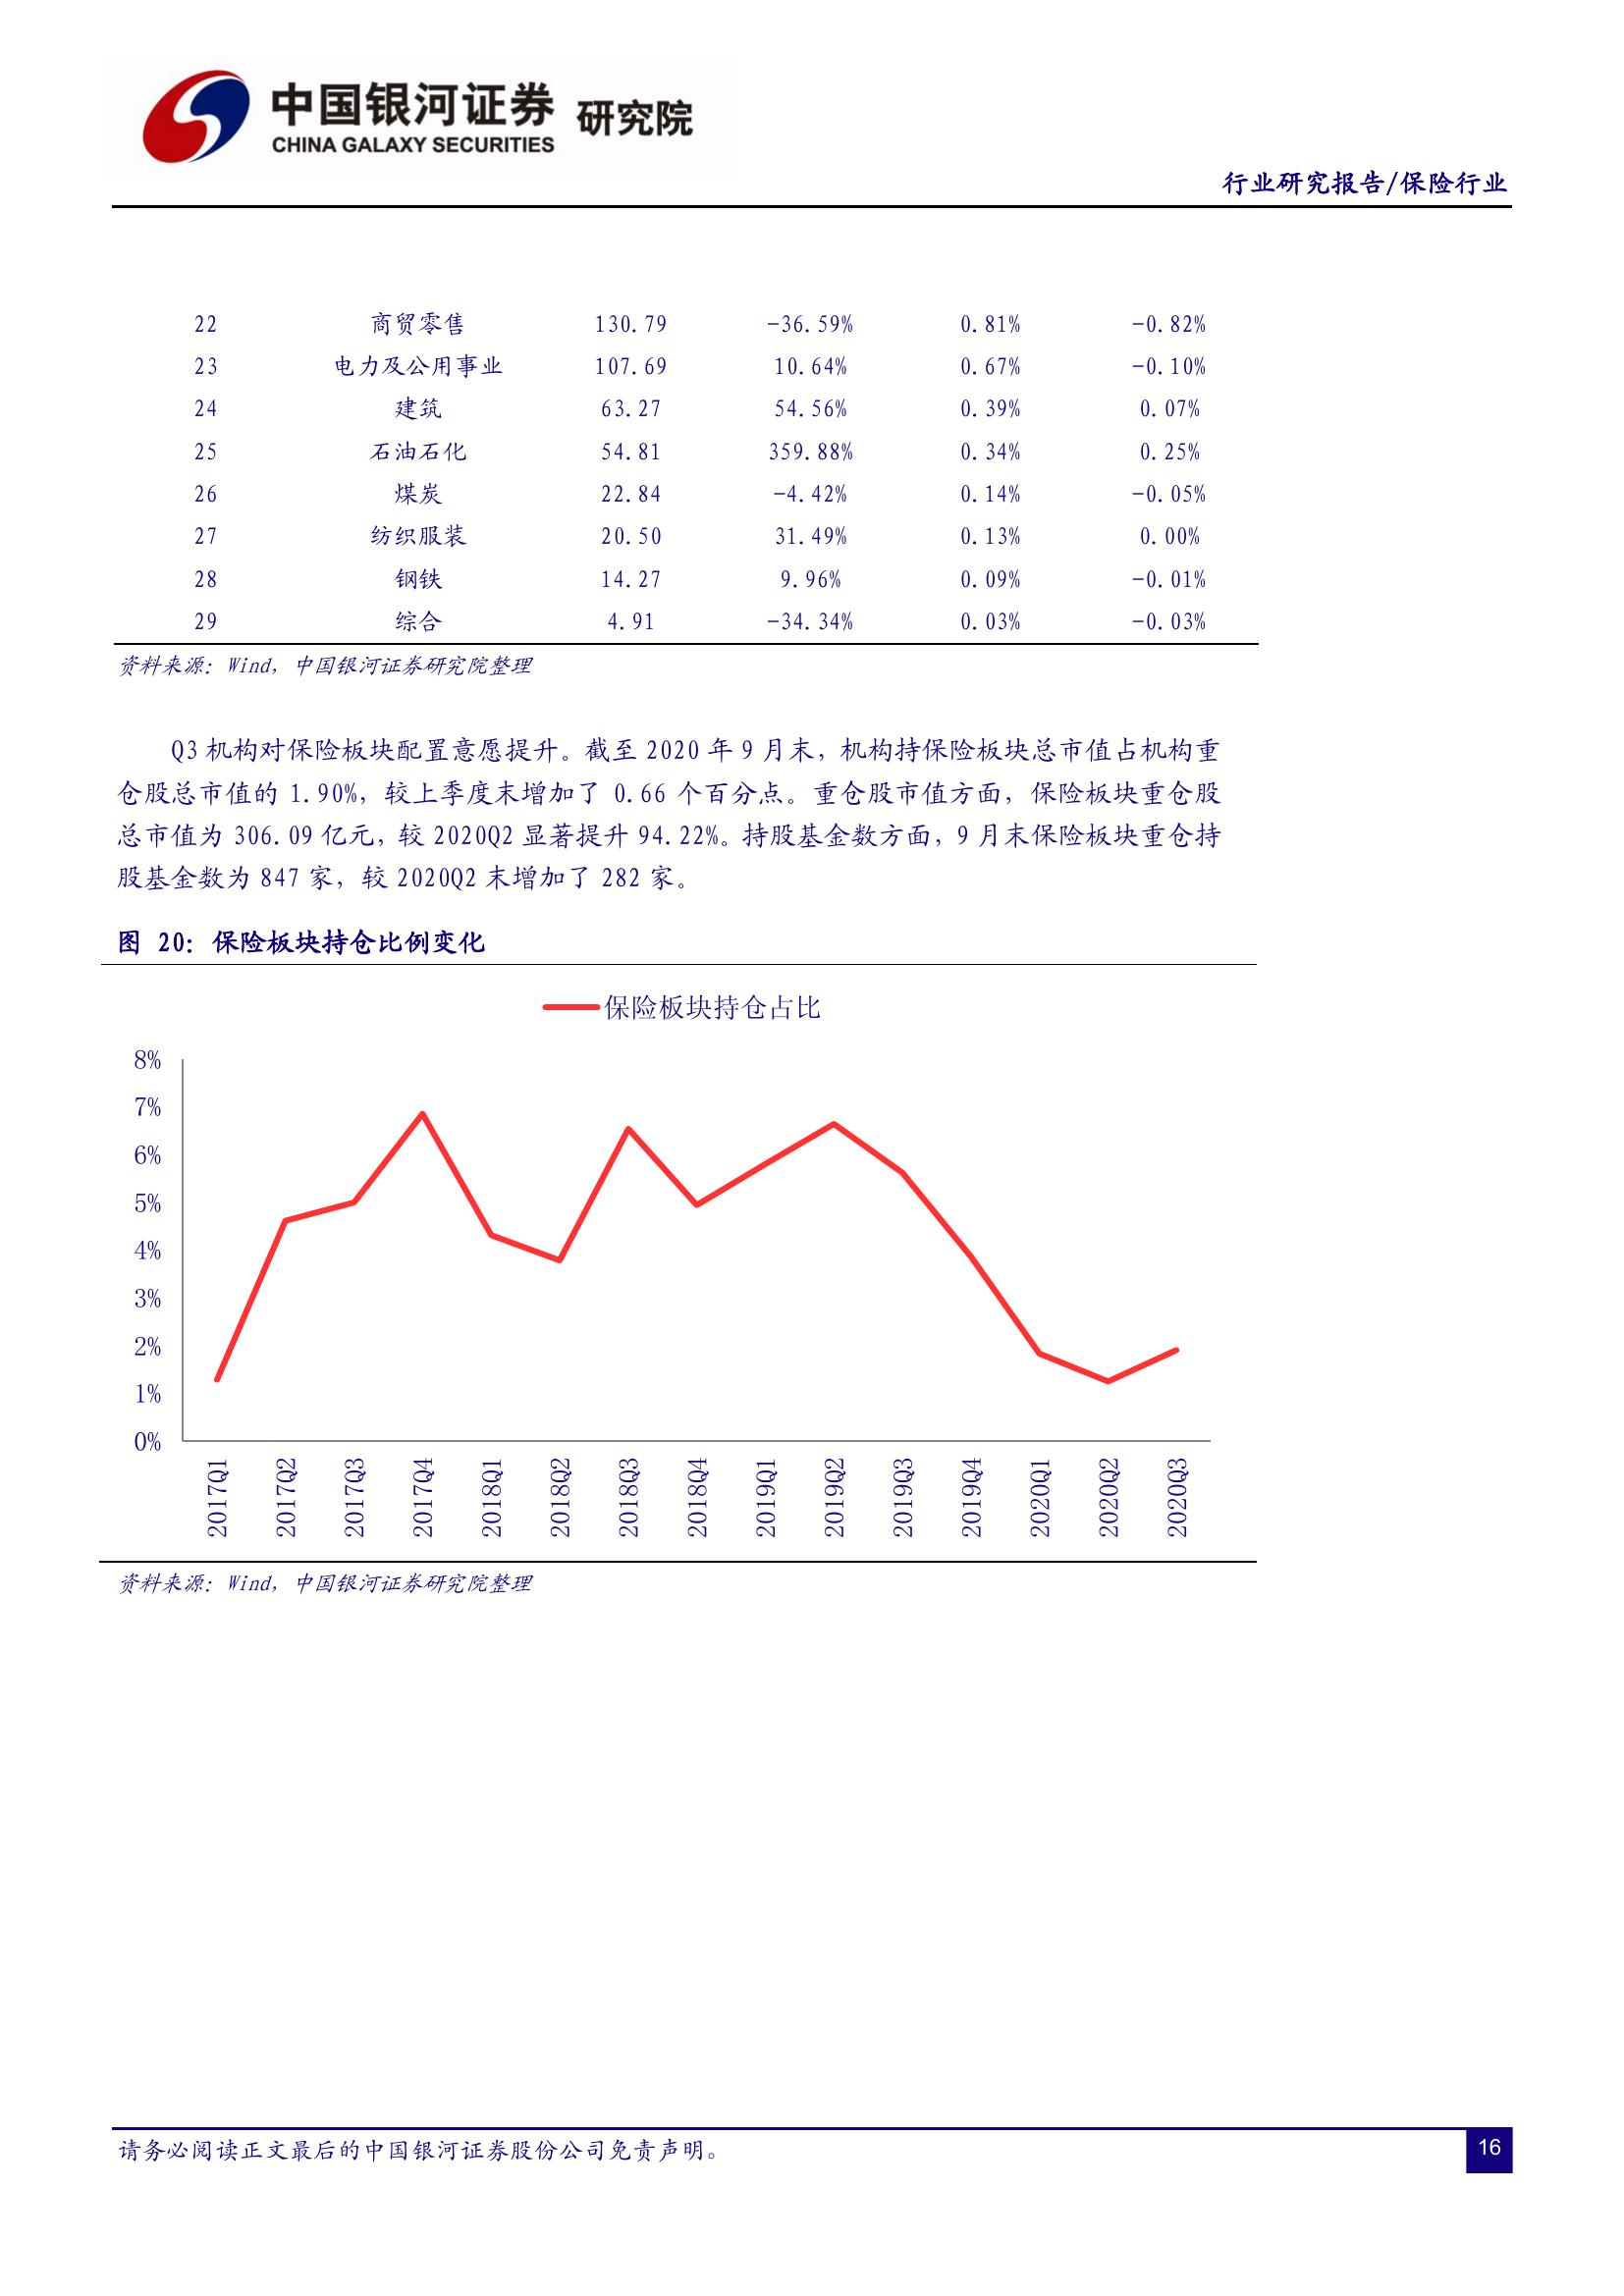 中国银河证券 研究院
CHINA GALAXY SECURITIES
行业研究报告/保险行业
22 商贸零售 130.79 -36.59% 0.81% -0.82%
23 电力及公用事业 107.69 10.64% 0.67% -0.10%
24 建筑 63.27 54.56% 0.39% 0.07%
25 石油石化 54.81 359.88% 0.34% 0.25%
26 煤炭 22.84 -4.42% 0.14% -0.05%
27 纺织服装 20.50 31.49% 0.13% 0.00%
28 钢铁 14.27 9.96% 0.09% -0.01%
29 综合 4.91 -34.34% 0.03% -0.03%
资料来源：Wind，中国银河证券研究院整理
Q3 机构对保险板块配置意愿提升。截至 2020 年 9 月末，机构持保险板块总市值占机构重
仓股总市值的 1.90%，较上季度末增加了 0.66 个百分点。重仓股市值方面，保险板块重仓股
总市值为 306.09 亿元，较 2020Q2 显著提升 94.22%。持股基金数方面，9 月末保险板块重仓持
股基金数为 847 家，较 2020Q2 末增加了 282 家。
图 20：保险板块持仓比例变化
保险板块持仓占比
8%
7%
6%
5%
4%
3%
2%
1%
0%
2017Q1 2017Q2 2017Q3 2017Q4 2018Q1 2018Q2 2018Q3 2018Q4 2019Q1 2019Q2 2019Q3 2019Q4 2020Q1 2020Q2 2020Q3
资料来源：Wind，中国银河证券研究院整理
请务必阅读正文最后的中国银河证券股份公司免责声明。
16